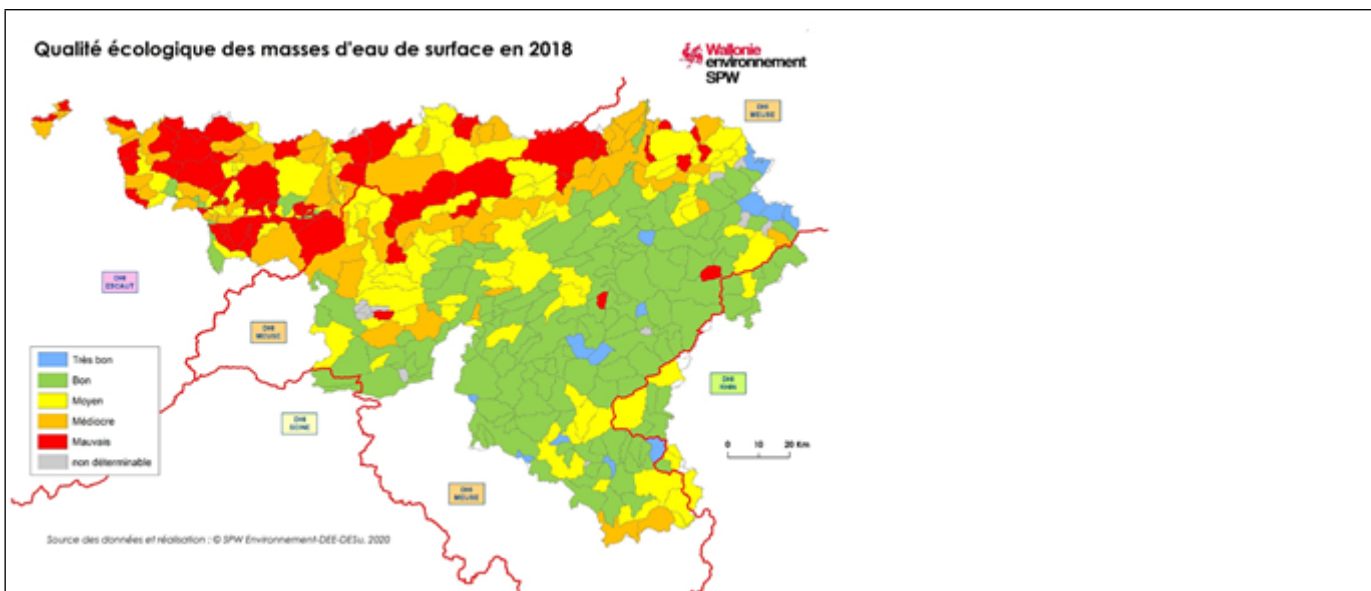 Qualité écologique des masses d'eau de surface en 2018
Wallonie
environnement
SPW
DHI
MEUSE
DHI
ESCAUT
DHI
MEUSE
Très bon
Bon
Moyen
Médiocre
Mauvais
non déterminable
DHI
RHIN
DHI
SEINE
0 10 20 Km
DHI
MEUSE
Source des données et réalisation : © SPW Environnement-DEE-DESu, 2020